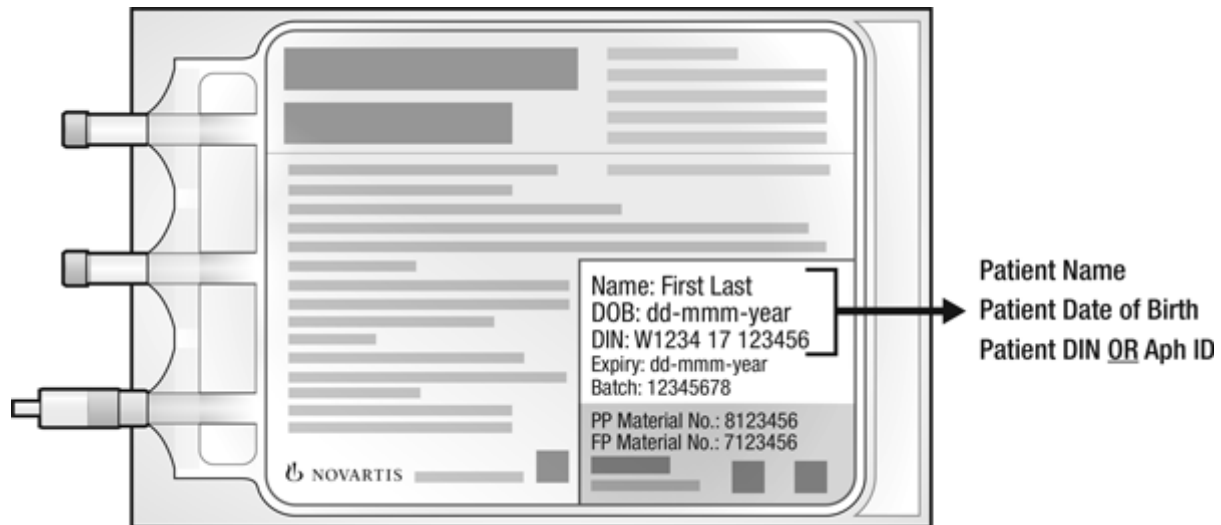 Name: First Last
DOB: dd-mmm-year
DIN: W1234 17 123456
Expiry: dd-mmm-year
Batch: 12345678
PP Material No.: 8123456
FP Material No.: 7123456
NOVARTIS
Patient Name
Patient Date of Birth
Patient DIN OR Aph ID